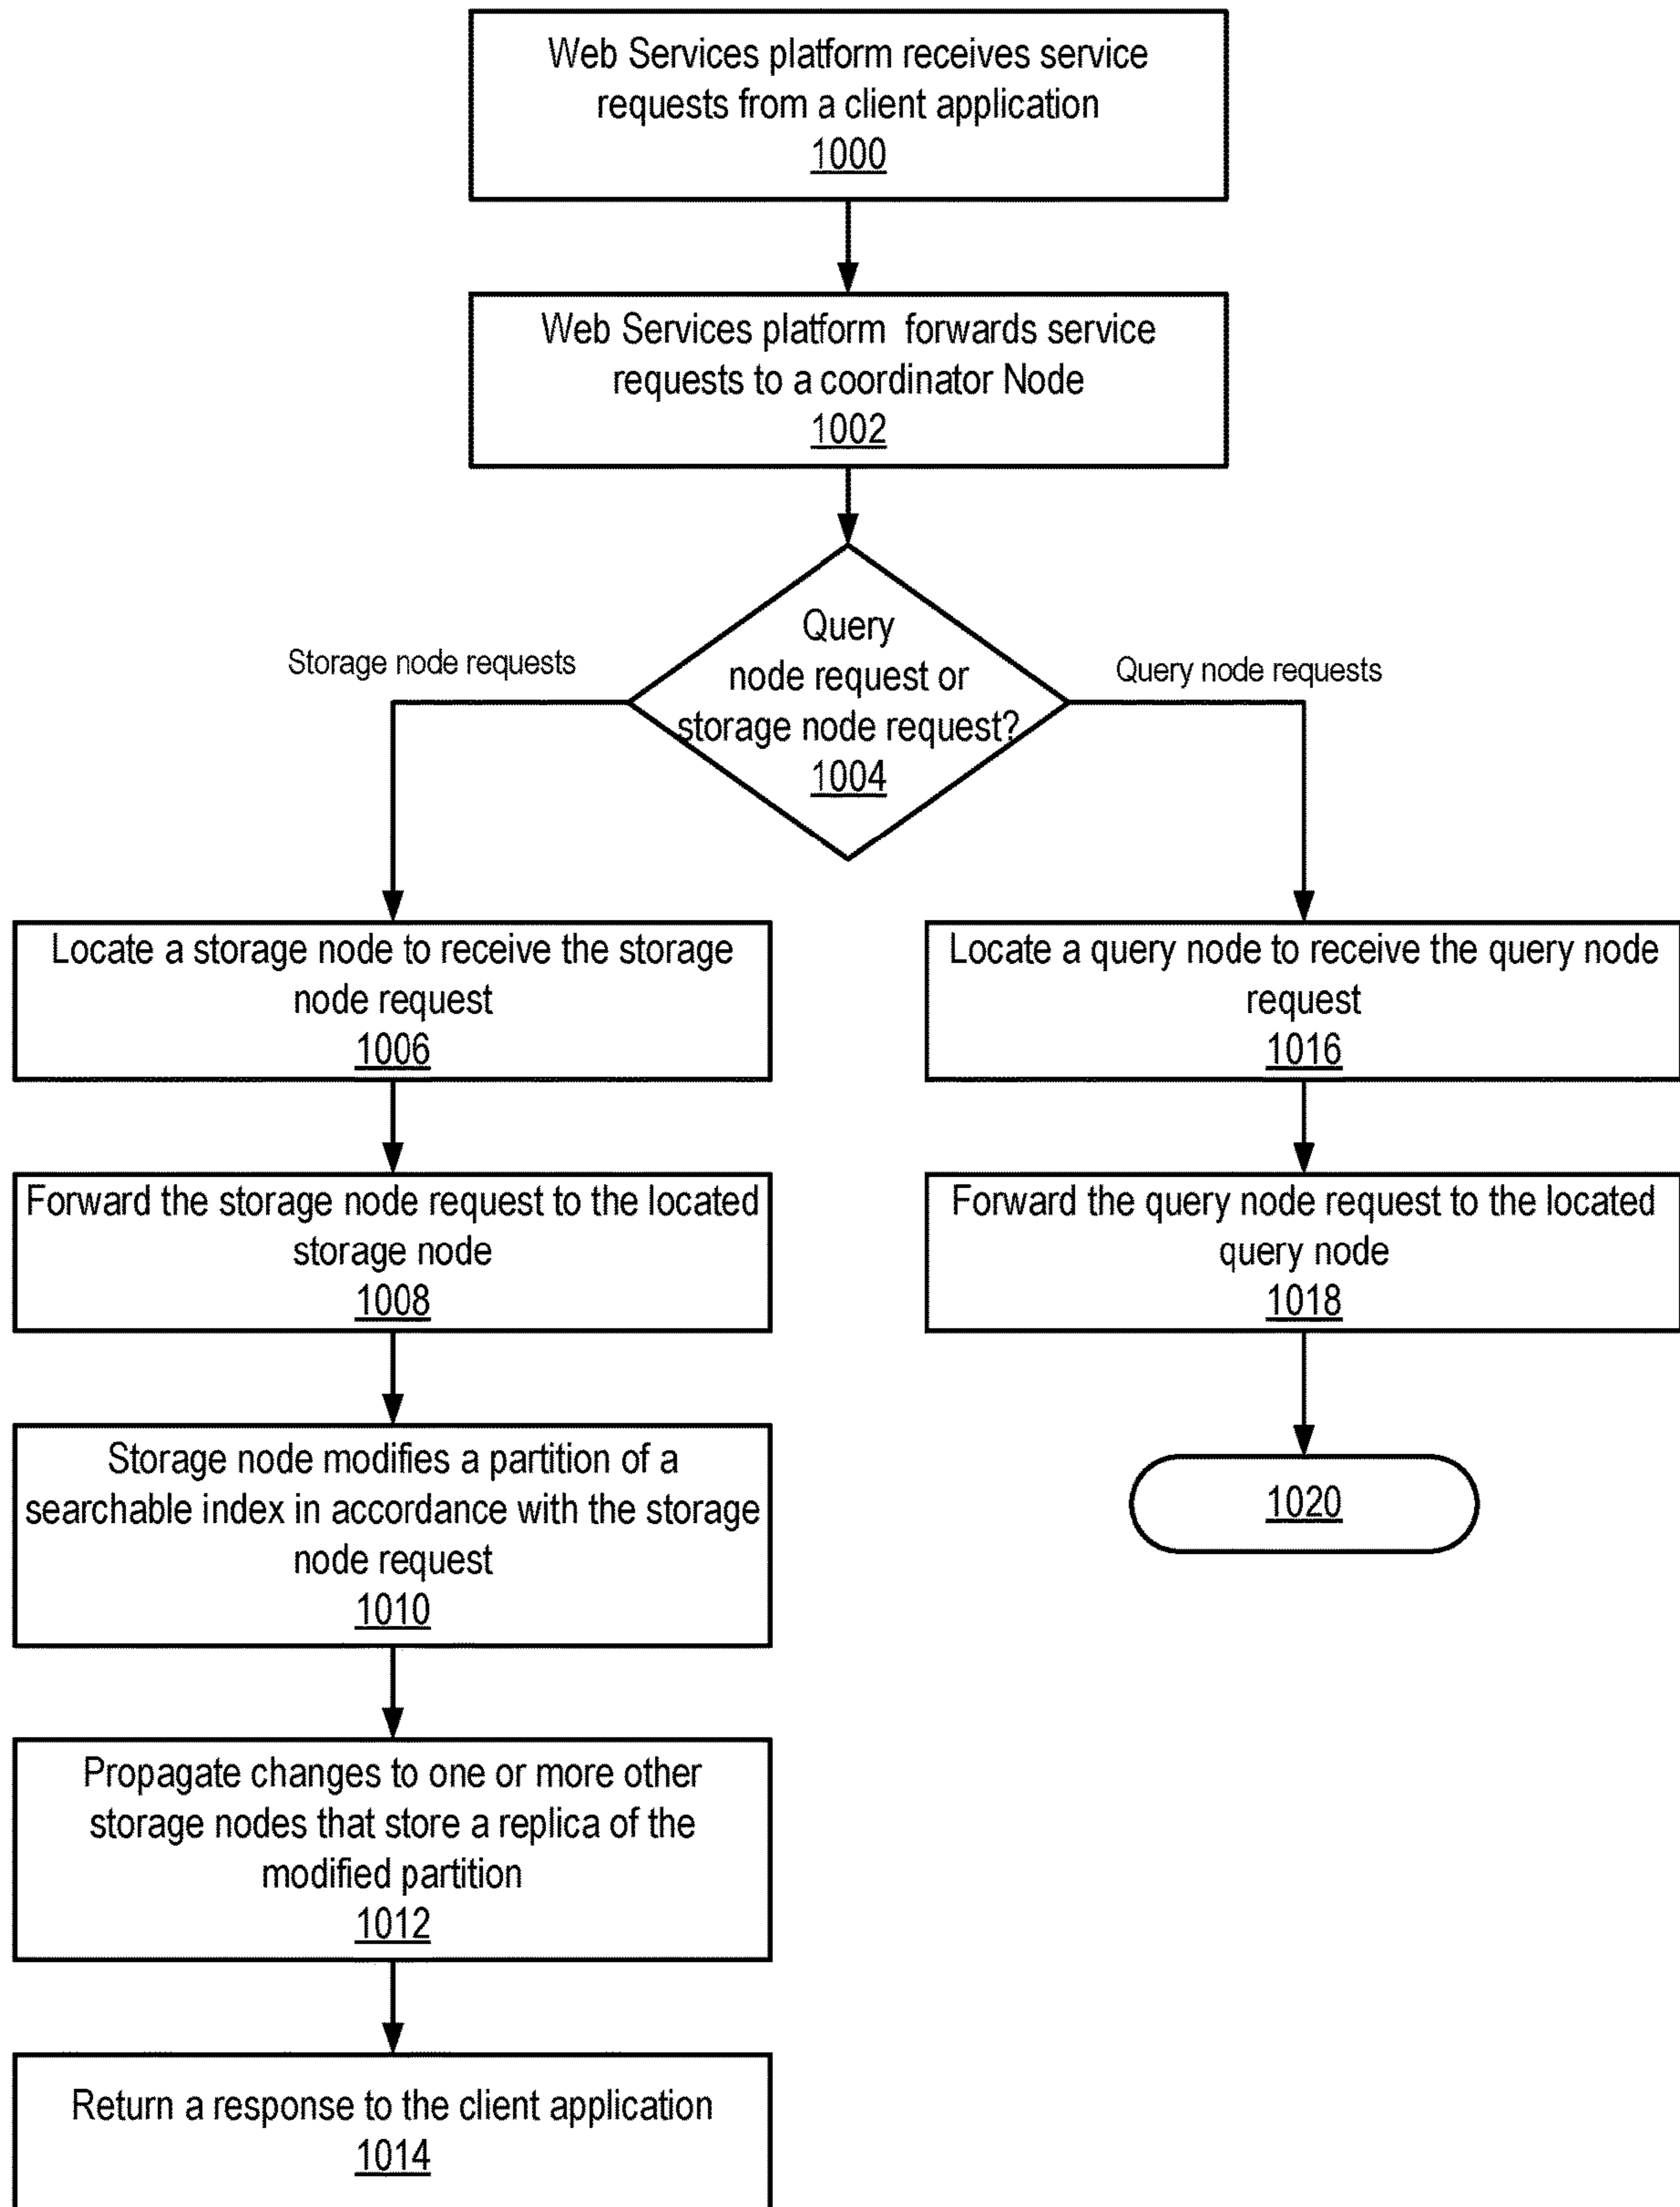 Web Services platform receives service
requests from a client application
1000
Web Services platform forwards service
requests to a coordinator Node
1002
Query
node request or
storage node request?
1004
Storage node requests
Query node requests
Locate a storage node to receive the storage
node request
1006
Forward the storage node request to the located
storage node
1008
Storage node modifies a partition of a
searchable index in accordance with the storage
node request
1010
Propagate changes to one or more other
storage nodes that store a replica of the
modified partition
1012
Return a response to the client application
1014
Locate a query node to receive the query node
request
1016
Forward the query node request to the located
query node
1018
1020